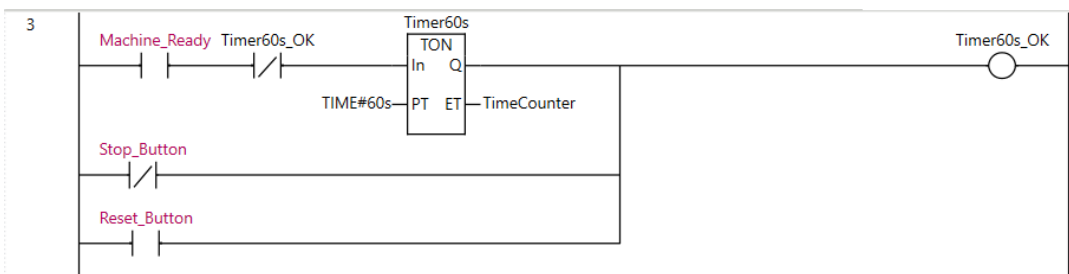 3
Timer60s
Machine_Ready Timer60s_OK TON Timer60s_OK
In Q
TIME#60s PT ET TimeCounter
Stop_Button
Reset_Button